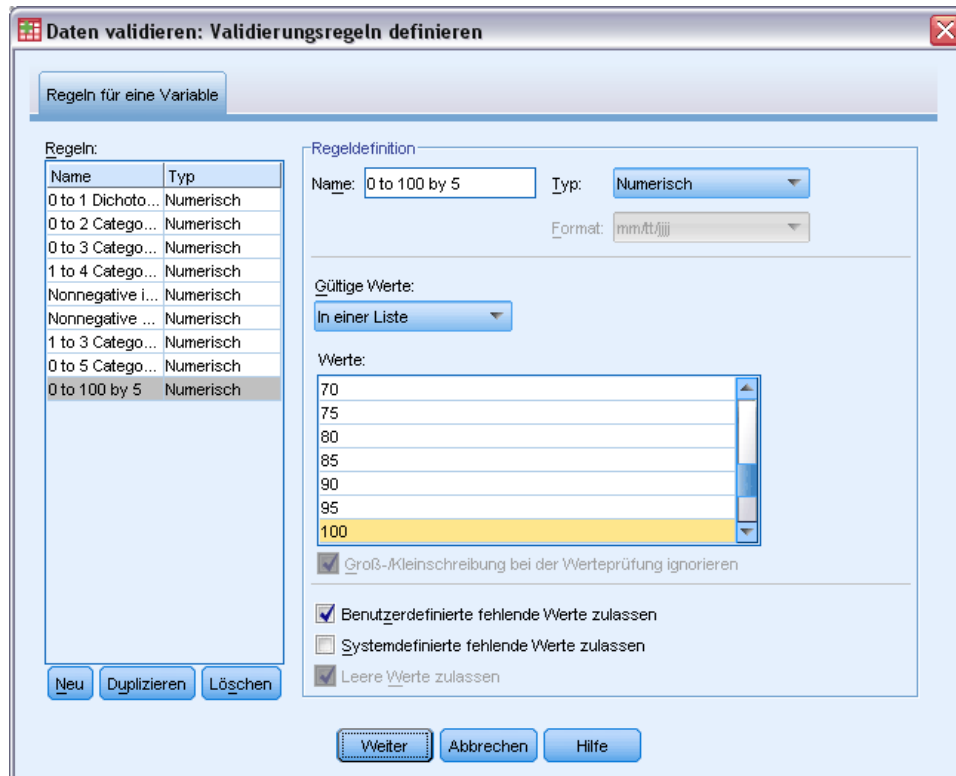 Daten validieren: Validierungsregeln definieren
Regeln für eine Variable
Regeln:
Name Typ
0 to 1 Dichoto... Numerisch
0 to 2 Catego... Numerisch
0 to 3 Catego... Numerisch
1 to 4 Catego... Numerisch
Nonnegative i... Numerisch
Nonnegative ... Numerisch
1 to 3 Catego... Numerisch
0 to 5 Catego... Numerisch
0 to 100 by 5 Numerisch
Neu Duplizieren Löschen
Regeldefinition
Name: 0 to 100 by 5 Typ: Numerisch
Format: mm/tt/jjjj
Gültige Werte:
In einer Liste
Werte:
70
75
80
85
90
95
100
Groß-/Kleinschreibung bei der Werteprüfung ignorieren
Benutzerdefinierte fehlende Werte zulassen
Systemdefinierte fehlende Werte zulassen
Leere Werte zulassen
Weiter Abbrechen Hilfe